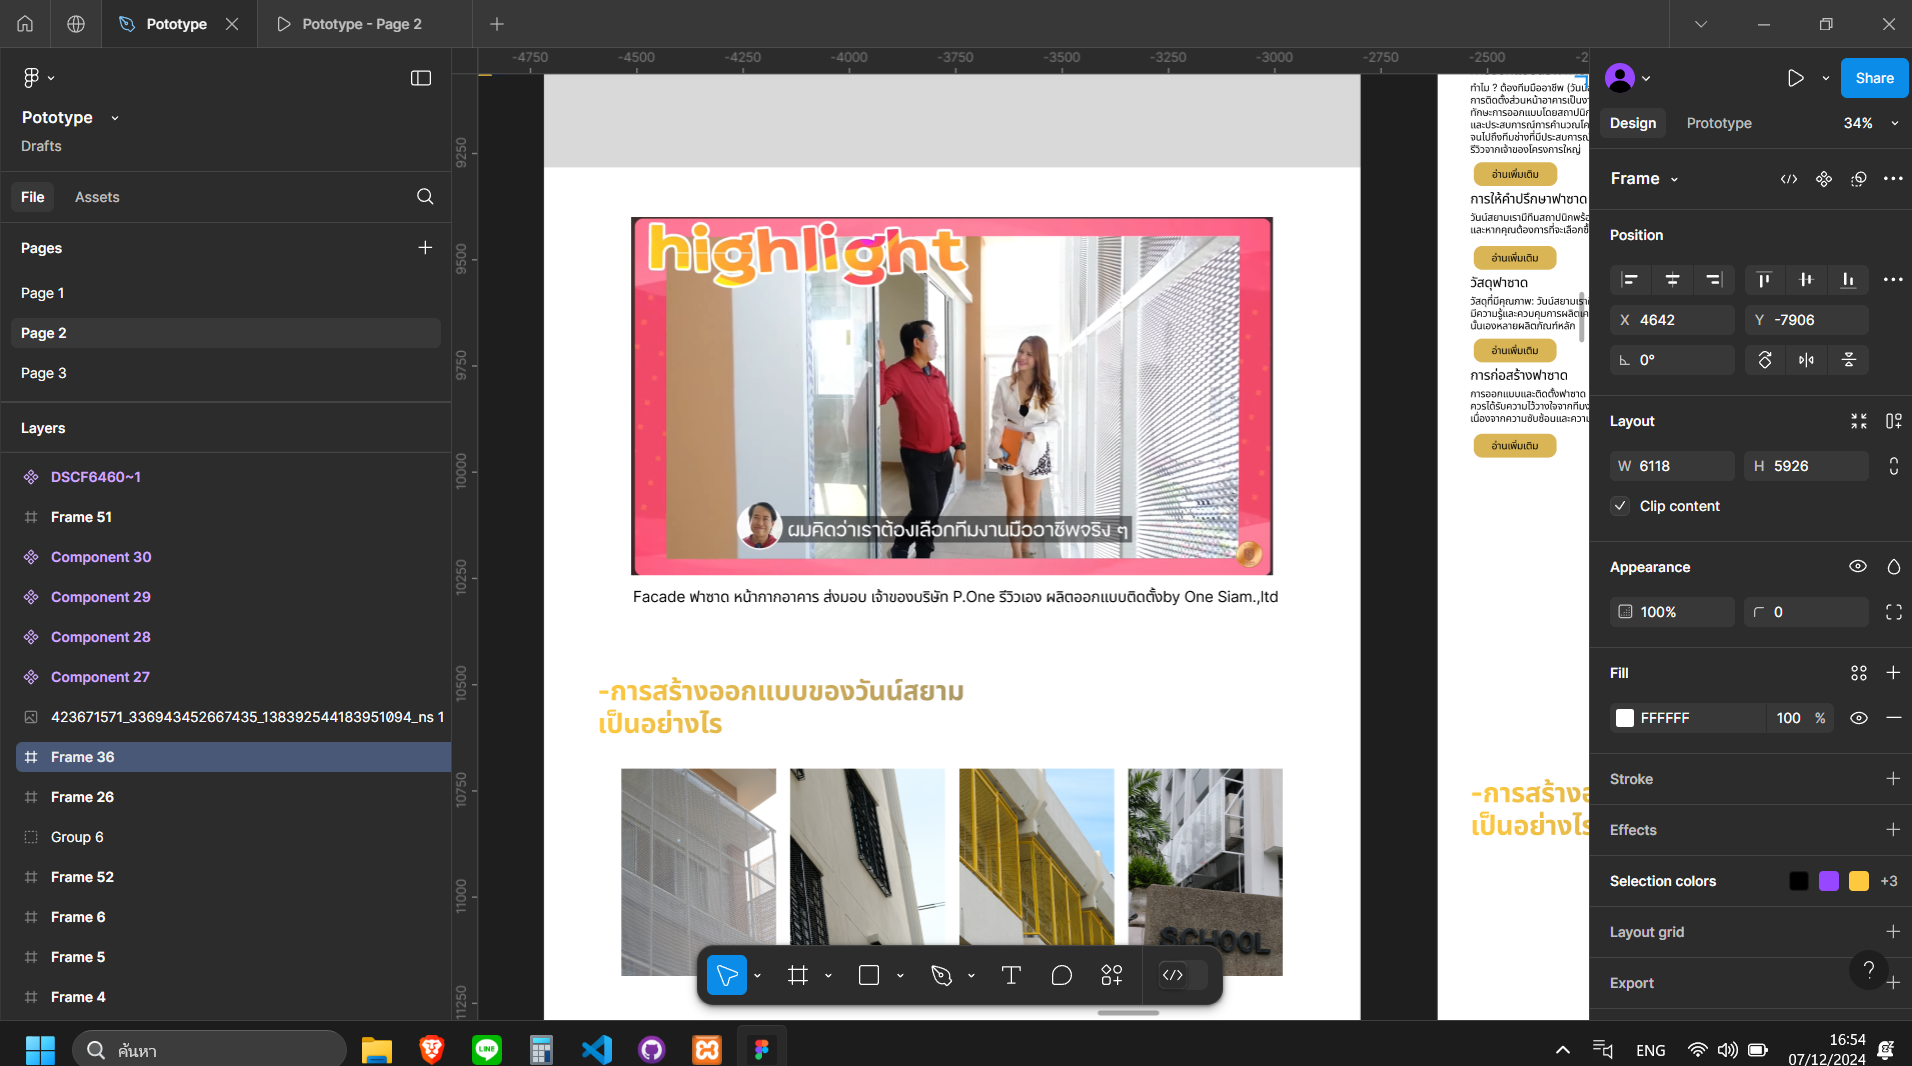 Pototype
Pototype - Page 2
Pototype
Drafts
File
Assets
Pages
Page 1
Page 2
Page 3
Layers
DSCF6460~1
Frame 51
Component 30
Component 29
Component 28
Component 27
423671571_336943452667435_138392544183951094_ns 1
Frame 36
Frame 26
Group 6
Frame 52
Frame 6
Frame 5
Frame 4
-4750 -4500 -4250 -4000 -3750 -3500 -3250 -3000 -2750 -2500
9250
9500
9750
10000
10250
10500
10750
11000
11250
highlight
ผมคิดว่าเราต้องเลือกทีมงานมืออาชีพจริง ๆ
Facade ฟาซาด หน้ากากอาคาร ส่งมอบ เจ้าของบริษัท P.One รีวิวเอง ผลิตออกแบบติดตั้งby One Siam.,ltd
-การสร้างออกแบบของวันน์สยาม
เป็นอย่างไร
SCHOOL
ทำไม ? ต้องทีมมืออาชีพ
การติดตั้งส่วนหน้าอาคารเป็น
ทักษะการออกแบบโดยสถาปนิก
และประสบการณ์การคำนวณ
จนไปถึงทีมช่างที่มีประสบการณ์
รีวิวจากเจ้าของโครงการใหญ่
อ่านเพิ่มเติม
การให้คำปรึกษาฟาซาด
วันน์สยามเรามีทีมสถาปนิก
และหากคุณต้องการที่จะเลือก
อ่านเพิ่มเติม
วัสดุฟาซาด
วัสดุที่มีคุณภาพ: วันน์สยาม
มีความรู้และควบคุมการผลิต
นั้นเองหลายผลิตภัณฑ์หลัก
อ่านเพิ่มเติม
การก่อสร้างฟาซาด
การออกแบบและติดตั้งฟาซาด
ควรได้รับความไว้วางใจจากทีม
เนื่องจากความซับซ้อนและ
อ่านเพิ่มเติม
-การสร้าง
เป็นอย่างไร
Share
Design
Prototype
34%
Frame
Position
X 4642
Y -7906
0°
Layout
W 6118
H 5926
Clip content
Appearance
100%
0
Fill
FFFFFF
100 %
Stroke
Effects
Selection colors
+3
Layout grid
Export
?
ค้นหา
LINE
ENG
16:54
07/12/2024